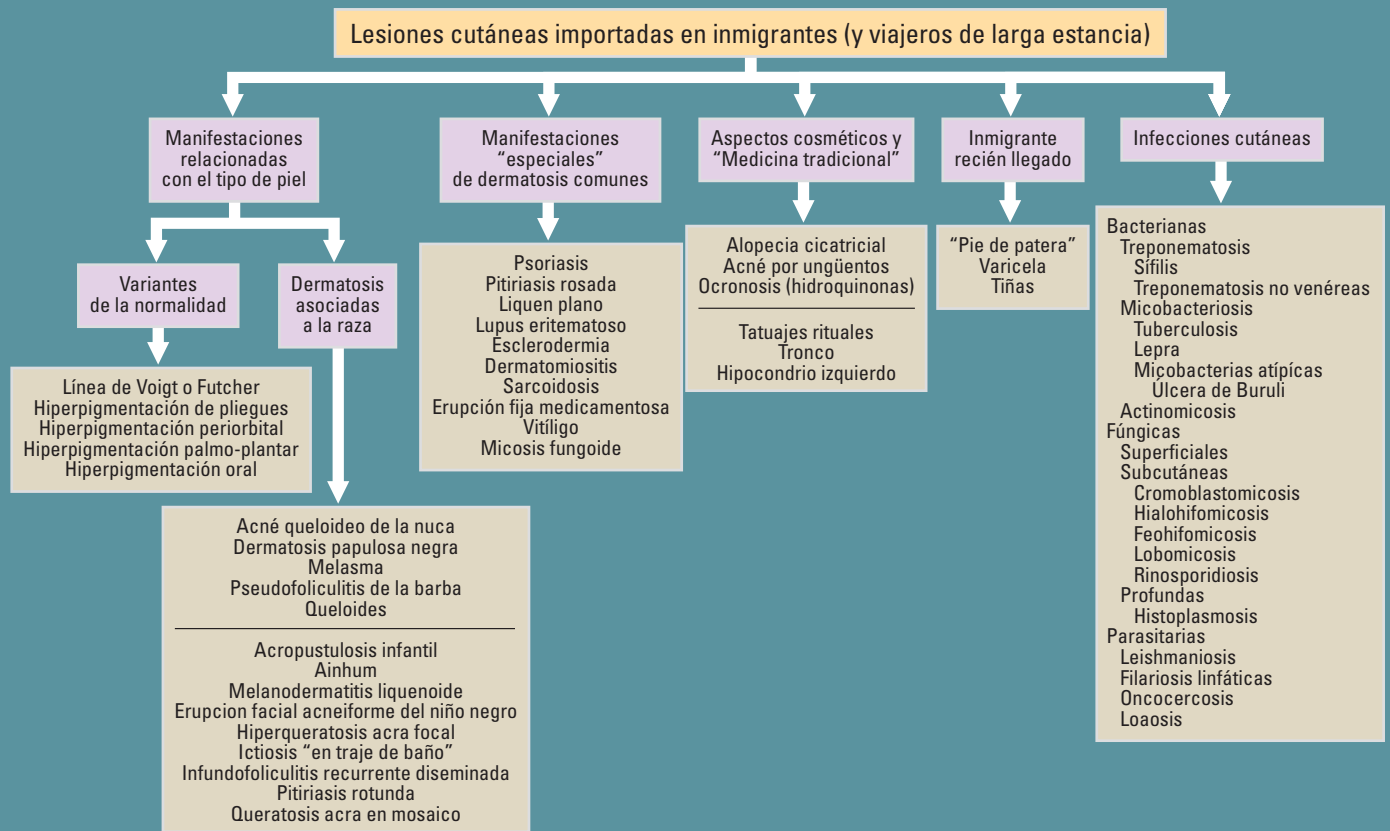 Lesiones cutáneas importadas en inmigrantes (y viajeros de larga estancia)
Manifestaciones
relacionadas
con el tipo de piel
Variantes
de la normalidad
Línea de Voigt o Futcher
Hiperpigmentación de pliegues
Hiperpigmentación periorbital
Hiperpigmentación palmo-plantar
Hiperpigmentación oral
Dermatosis
asociadas
a la raza
Acné queloideo de la nuca
Dermatosis papulosa negra
Melasma
Pseudofoliculitis de la barba
Queloides
Acropustulosis infantil
Ainhum
Melanodermatitis liquenoide
Erupcion facial acneiforme del niño negro
Hiperqueratosis acra focal
Ictiosis “en traje de baño”
Infundofoliculitis recurrente diseminada
Pitiriasis rotunda
Queratosis acra en mosaico
Manifestaciones
“especiales”
de dermatosis comunes
Psoriasis
Pitiriasis rosada
Liquen plano
Lupus eritematoso
Esclerodermia
Dermatomiositis
Sarcoidosis
Erupción fija medicamentosa
Vitíligo
Micosis fungoide
Aspectos cosméticos y
“Medicina tradicional”
Alopecia cicatricial
Acné por ungüentos
Ocronosis (hidroquinonas)
Tatuajes rituales
Tronco
Hipocondrio izquierdo
Inmigrante
recién llegado
“Pie de patera”
Varicela
Tiñas
Infecciones cutáneas
Bacterianas
Treponematosis
Sífilis
Treponematosis no venéreas
Micobacteriosis
Tuberculosis
Lepra
Micobacterias atípícas
Úlcera de Buruli
Actinomicosis
Fúngicas
Superficiales
Subcutáneas
Cromoblastomicosis
Hialohifomicosis
Feohifomicosis
Lobomicosis
Rinosporidiosis
Profundas
Histoplasmosis
Parasitarias
Leishmaniosis
Filariosis linfáticas
Oncocercosis
Loaosis